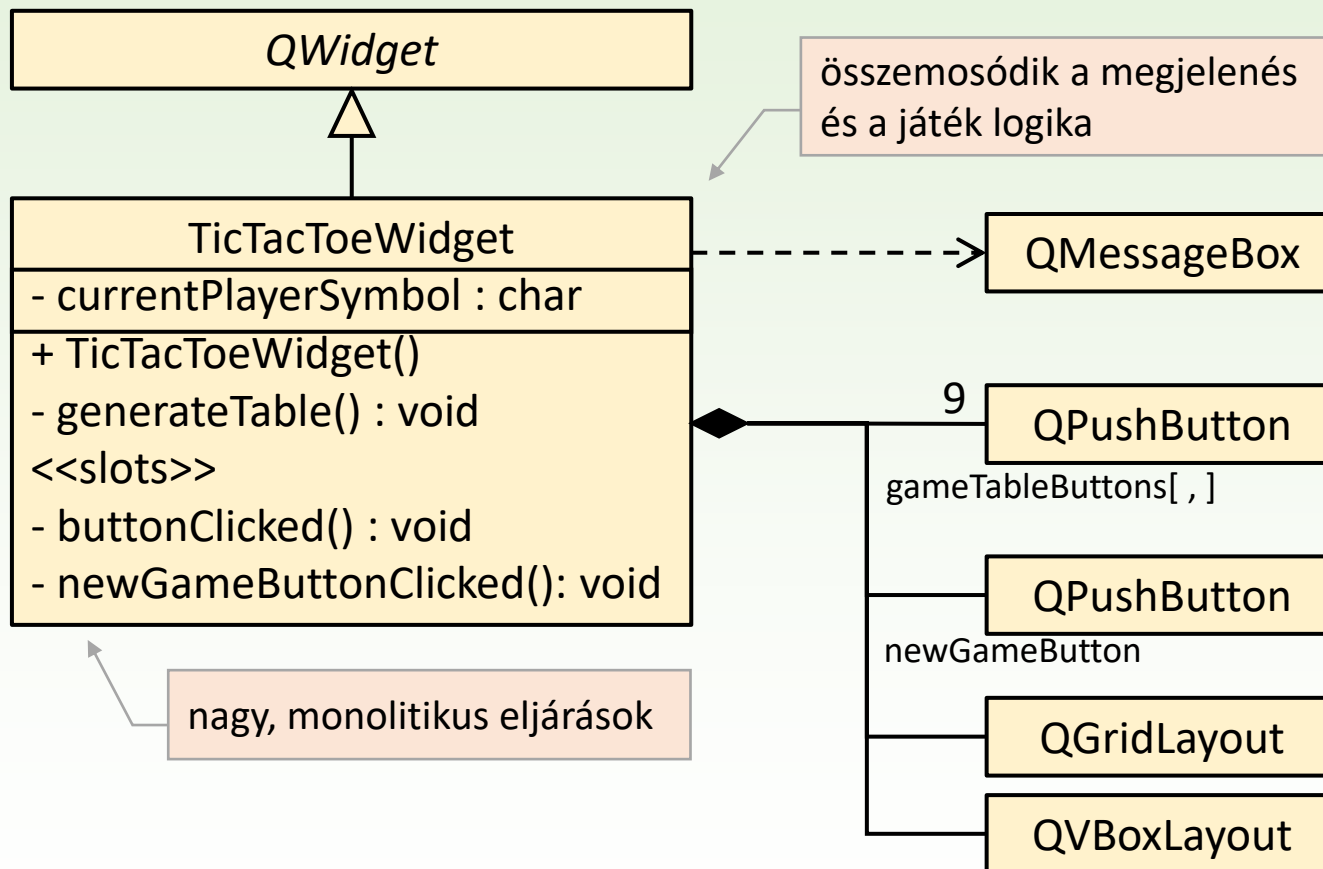 QWidget
összemosódik a megjelenés
és a játék logika
TicTacToeWidget
- currentPlayerSymbol : char
+ TicTacToeWidget()
- generateTable() : void
<<slots>>
- buttonClicked() : void
- newGameButtonClicked(): void
nagy, monolitikus eljárások
QMessageBox
9
QPushButton
gameTableButtons[ , ]
QPushButton
newGameButton
QGridLayout
QVBoxLayout